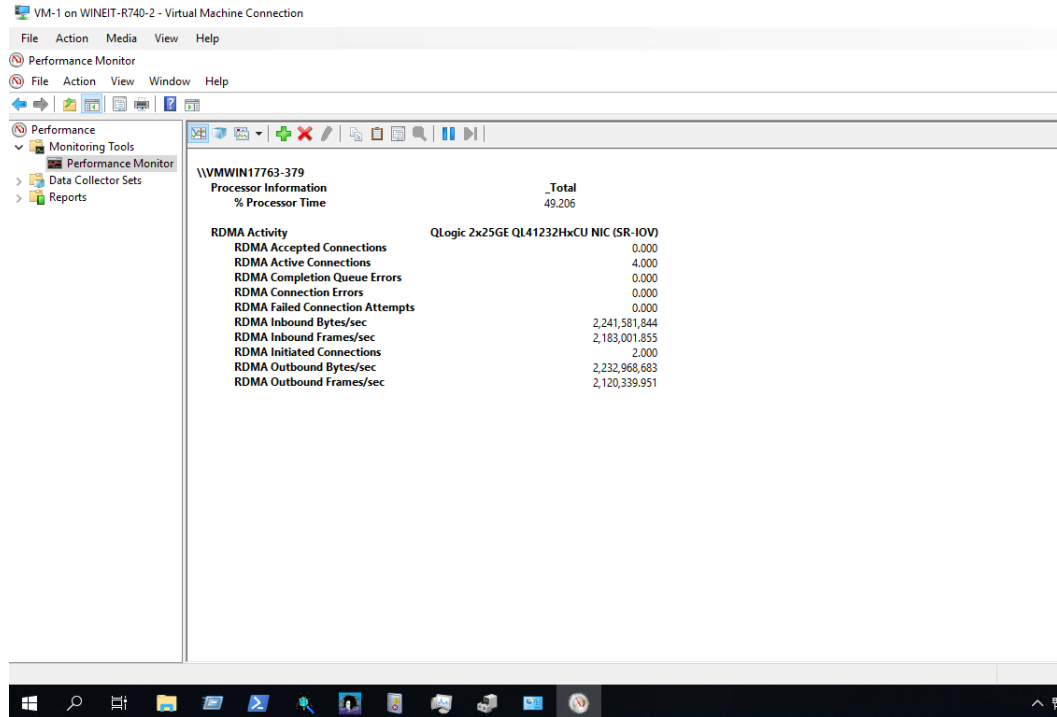 VM-1 on WINEIT-R740-2 - Virtual Machine Connection
File Action Media View Help
Performance Monitor
File Action View Window Help
Performance
Monitoring Tools
Performance Monitor
Data Collector Sets
Reports
\\VMWIN17763-379
Processor Information _Total
% Processor Time 49.206
RDMA Activity QLogic 2x25GE QL41232HxCU NIC (SR-IOV)
RDMA Accepted Connections 0.000
RDMA Active Connections 4.000
RDMA Completion Queue Errors 0.000
RDMA Connection Errors 0.000
RDMA Failed Connection Attempts 0.000
RDMA Inbound Bytes/sec 2,241,581,844
RDMA Inbound Frames/sec 2,183,001.855
RDMA Initiated Connections 2.000
RDMA Outbound Bytes/sec 2,232,968,683
RDMA Outbound Frames/sec 2,120,339.951